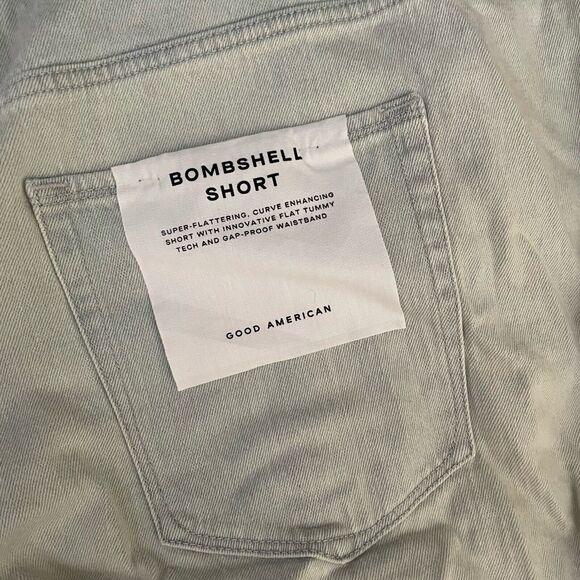 BOMBSHELL
SHORT
SUPER-FLATTERING, CURVE ENHANCING
SHORT WITH INNOVATIVE FLAT TUMMY
TECH AND GAP-PROOF WAISTBAND
GOOD AMERICAN